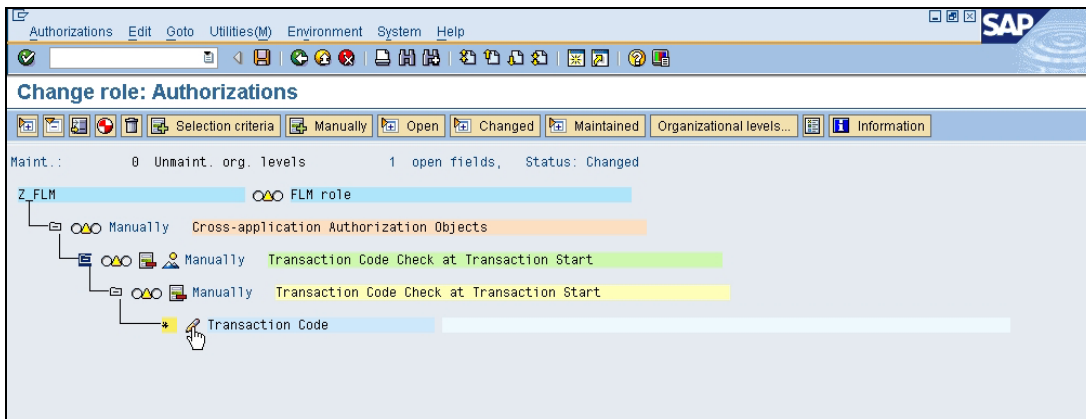 Authorizations Edit Goto Utilities(M) Environment System Help
SAP
Change role: Authorizations
Selection criteria Manually Open Changed Maintained Organizational levels... Information
Maint.: 0 Unmaint. org. levels 1 open fields, Status: Changed
Z_FLM FLM role
Manually Cross-application Authorization Objects
Manually Transaction Code Check at Transaction Start
Manually Transaction Code Check at Transaction Start
* Transaction Code